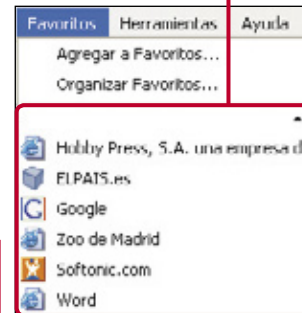 Favoritos Herramientas Ayuda
Agregar a Favoritos...
Organizar Favoritos...
Hobby Press, S.A. una empresa d
ELPAIS.es
Google
Zoo de Madrid
Softonic.com
Word